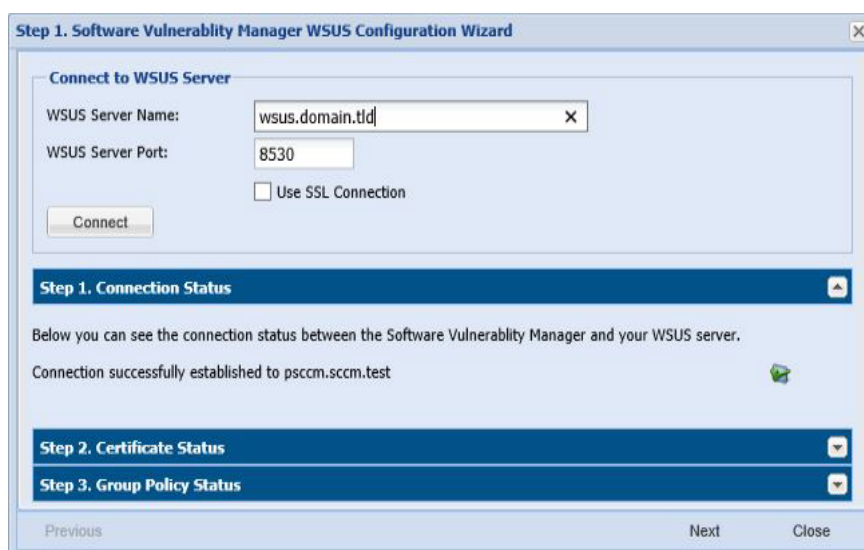 Step 1. Software Vulnerablity Manager WSUS Configuration Wizard
Connect to WSUS Server
WSUS Server Name:
wsus.domain.tld
WSUS Server Port:
8530
Use SSL Connection
Connect
Step 1. Connection Status
Below you can see the connection status between the Software Vulnerablity Manager and your WSUS server.
Connection successfully established to psccm.sccm.test
Step 2. Certificate Status
Step 3. Group Policy Status
Previous
Next
Close